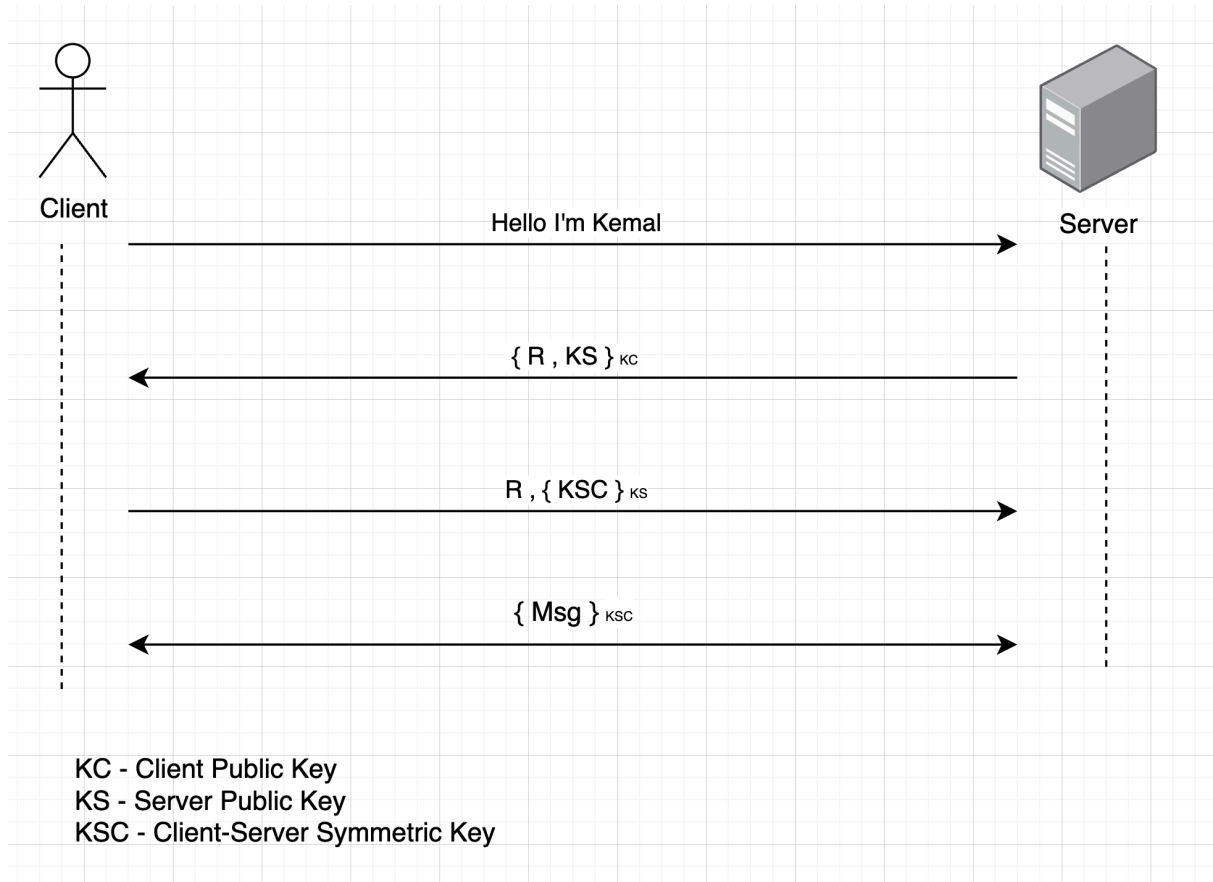 Client
Server
Hello I'm Kemal
{ R , KS } KC
R , { KSC } KS
{ Msg } KSC
KC - Client Public Key
KS - Server Public Key
KSC - Client-Server Symmetric Key